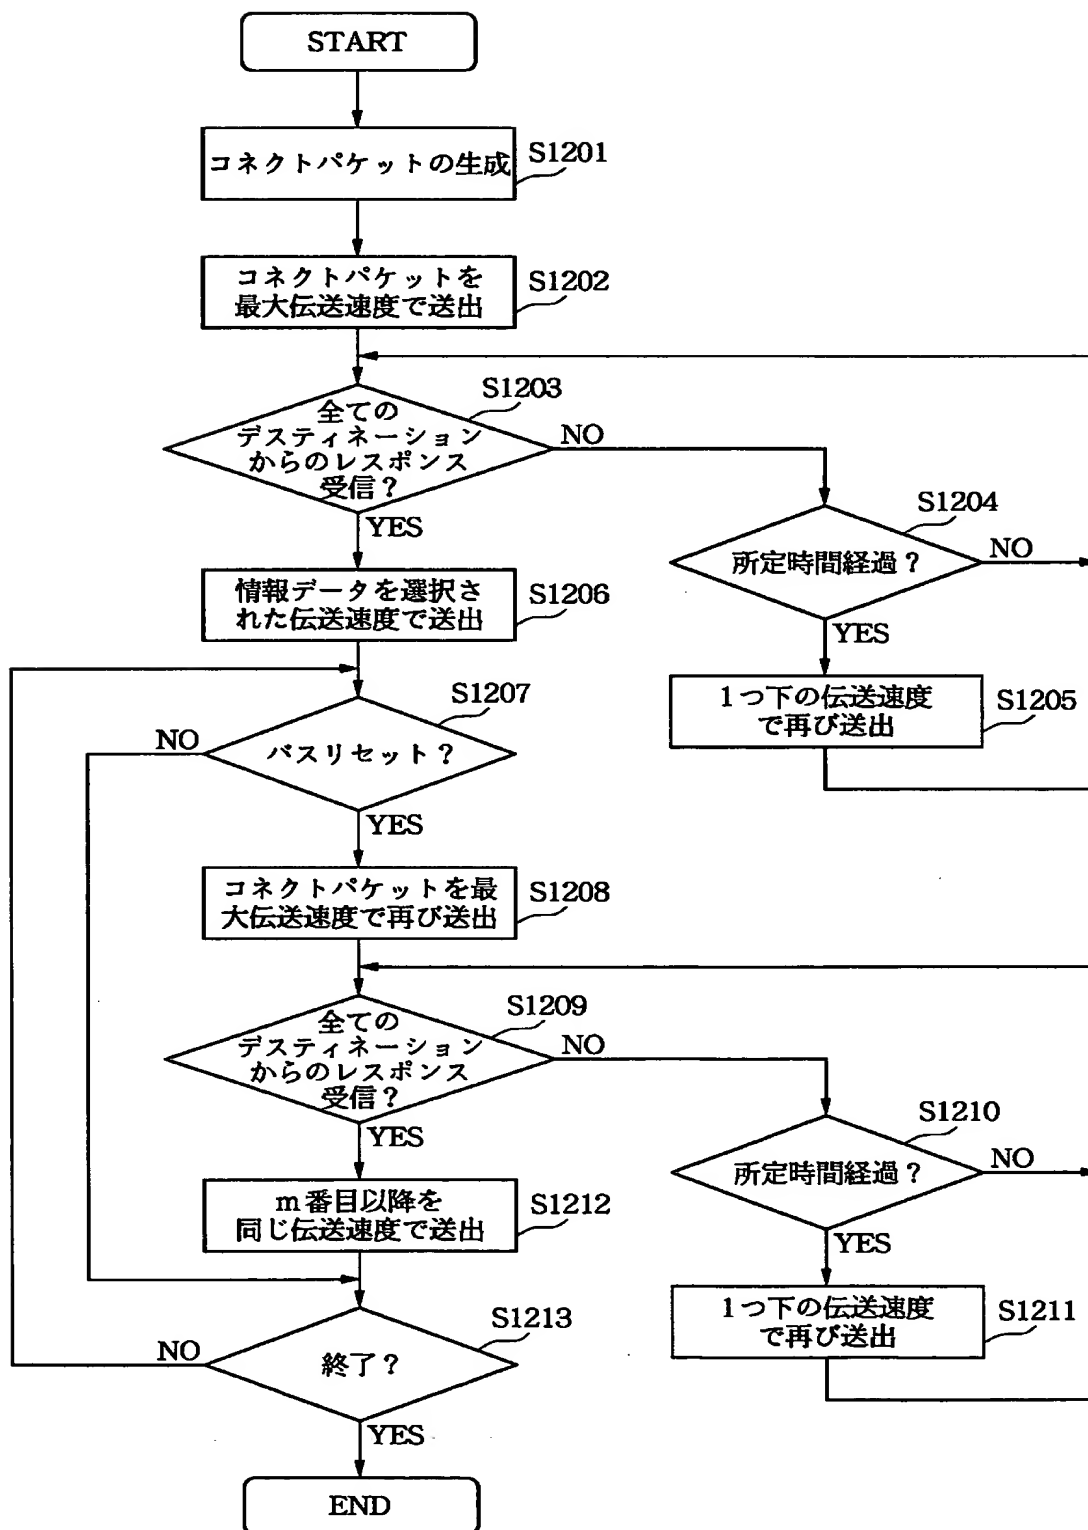 START
コネクトパケットの生成
S1201
コネクトパケットを
最大伝送速度で送出
S1202
全ての
デスティネーション
からのレスポンス
受信？
S1203
NO
YES
所定時間経過？
S1204
NO
YES
1つ下の伝送速度
で再び送出
S1205
情報データを選択さ
れた伝送速度で送出
S1206
バスリセット？
S1207
NO
YES
コネクトパケットを最
大伝送速度で再び送出
S1208
全ての
デスティネーション
からのレスポンス
受信？
S1209
NO
YES
所定時間経過？
S1210
NO
YES
1つ下の伝送速度
で再び送出
S1211
m番目以降を
同じ伝送速度で送出
S1212
終了？
S1213
NO
YES
END